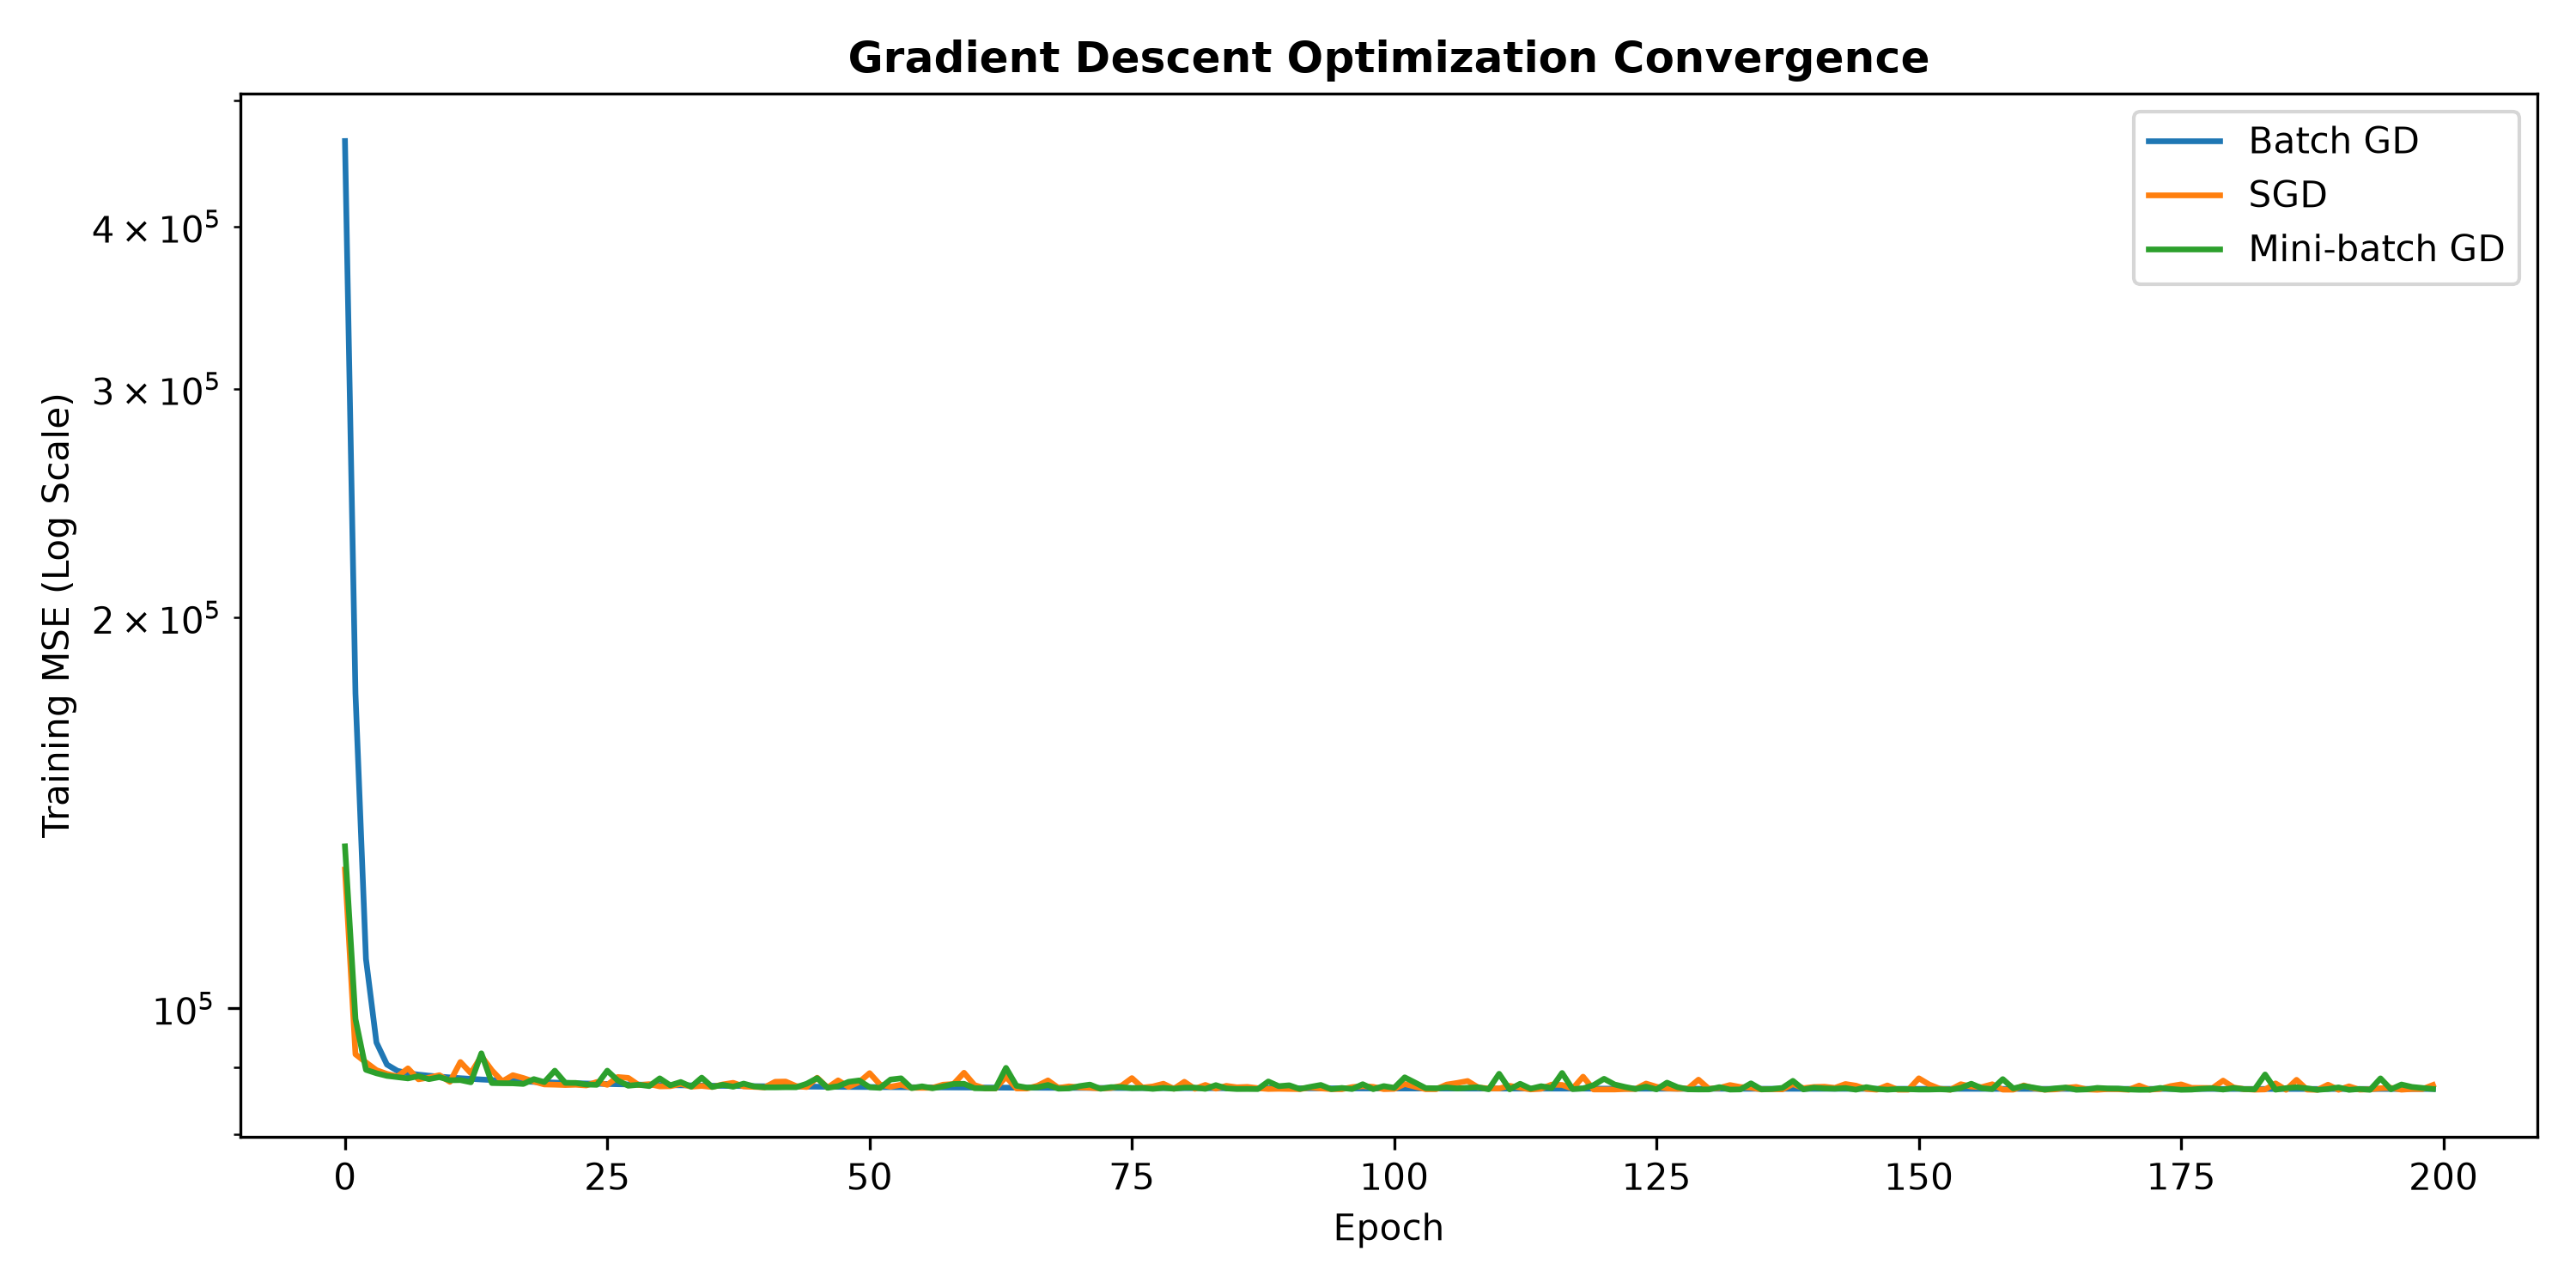 Gradient Descent Optimization Convergence
Batch GD
SGD
Mini-batch GD
Training MSE (Log Scale)
4 × 10⁵
3 × 10⁵
2 × 10⁵
10⁵
0 25 50 75 100 125 150 175 200
Epoch